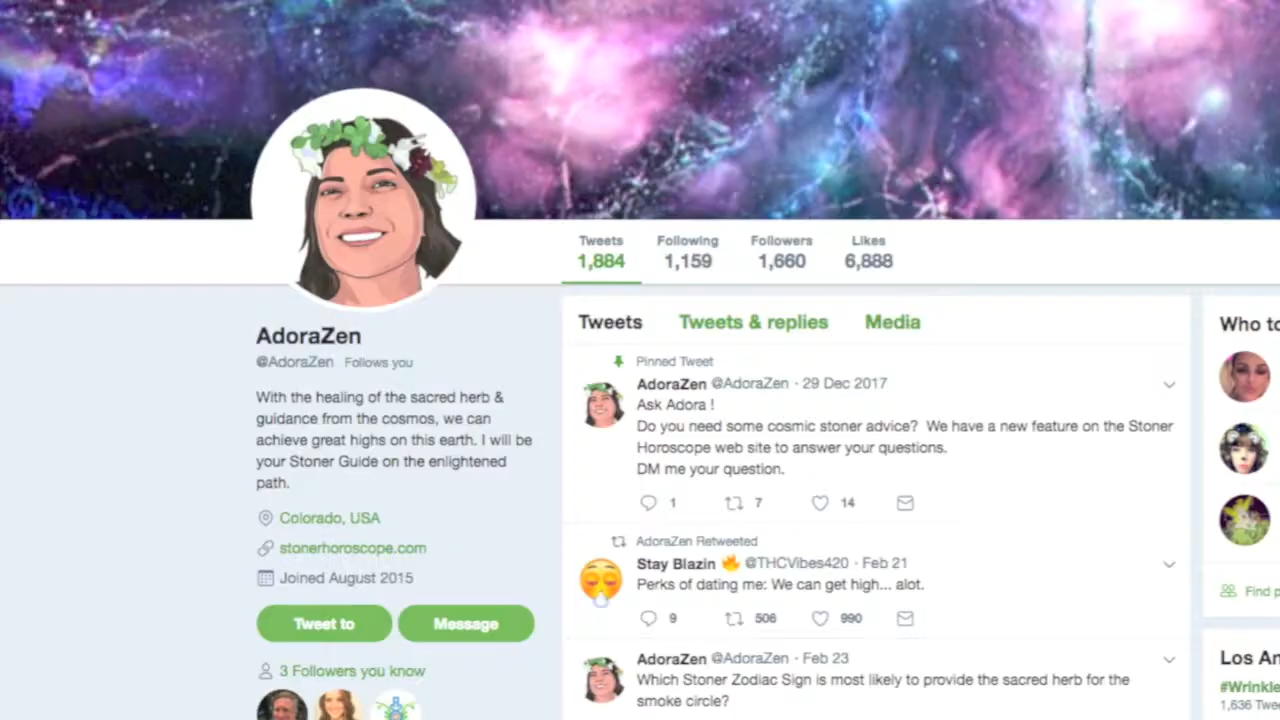 Tweets Following Followers Likes
1,884 1,159 1,660 6,888
AdoraZen
@AdoraZen Follows you
With the healing of the sacred herb &
guidance from the cosmos, we can
achieve great highs on this earth. I will be
your Stoner Guide on the enlightened
path.
Colorado, USA
stonerhoroscope.com
Joined August 2015
Tweet to Message
3 Followers you know
Tweets Tweets & replies Media
Pinned Tweet
AdoraZen @AdoraZen · 29 Dec 2017
Ask Adora !
Do you need some cosmic stoner advice? We have a new feature on the Stoner
Horoscope web site to answer your questions.
DM me your question.
1 7 14
AdoraZen Retweeted
Stay Blazin 🔥 @THCVibes420 · Feb 21
Perks of dating me: We can get high... alot.
9 506 990
AdoraZen @AdoraZen · Feb 23
Which Stoner Zodiac Sign is most likely to provide the sacred herb for the
smoke circle?
Who to
Find p
Los An
#Wrinkle
1,636 Twee